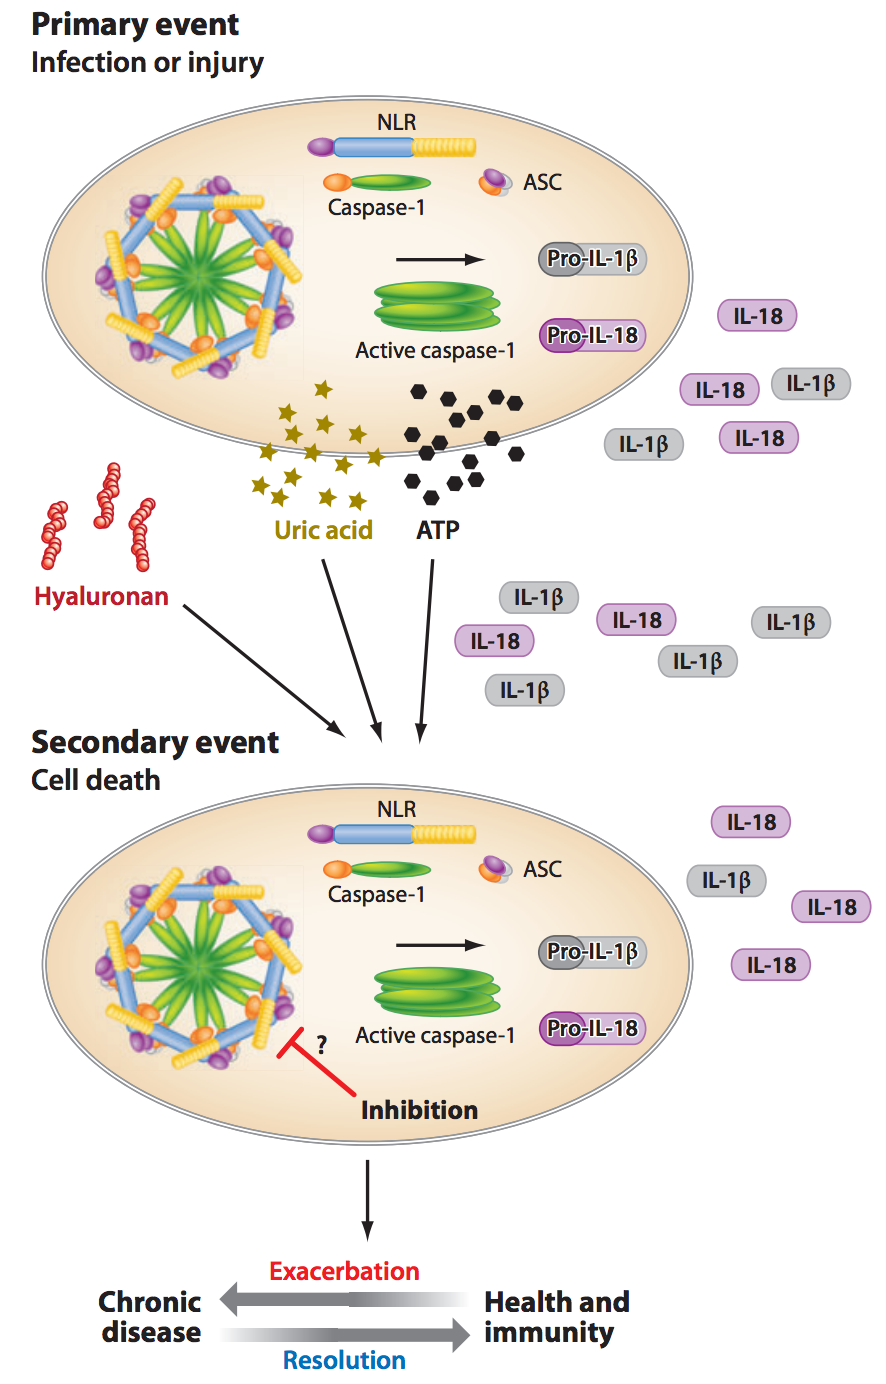 Primary event
Infection or injury
NLR
Caspase-1
ASC
Pro-IL-1β
Active caspase-1
Pro-IL-18
IL-18
IL-18
IL-1β
IL-1β
IL-18
Uric acid
ATP
Hyaluronan
IL-1β
IL-18
IL-1β
IL-18
IL-1β
IL-1β
Secondary event
Cell death
NLR
Caspase-1
ASC
Pro-IL-1β
Active caspase-1
Pro-IL-18
IL-18
IL-1β
IL-18
IL-18
?
Inhibition
Exacerbation
Chronic
disease
Health and
immunity
Resolution